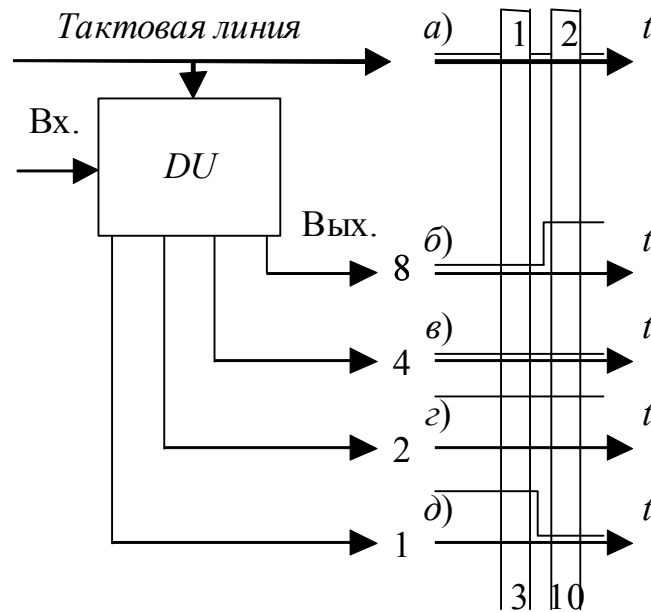 Тактовая линия а) 1 2 t
Вх.
DU
Вых.
8 б) t
4 в) t
2 г) t
1 д) t
3 10